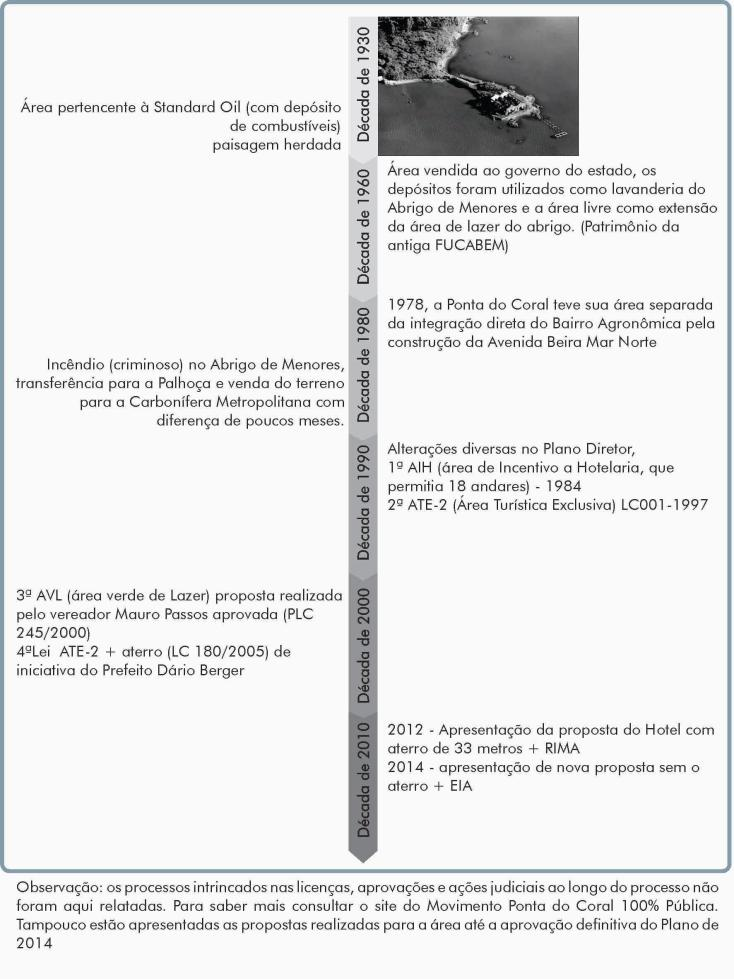 Década de 1930
Área pertencente à Standard Oil (com depósito
de combustíveis)
paisagem herdada
Década de 1960
Área vendida ao governo do estado, os
depósitos foram utilizados como lavanderia do
Abrigo de Menores e a área livre como extensão
da área de lazer do abrigo. (Patrimônio da
antiga FUCABEM)
Década de 1980
1978, a Ponta do Coral teve sua área separada
da integração direta do Bairro Agronômica pela
construção da Avenida Beira Mar Norte
Incêndio (criminoso) no Abrigo de Menores,
transferência para a Palhoça e venda do terreno
para a Carbonífera Metropolitana com
diferença de poucos meses.
Década de 1990
Alterações diversas no Plano Diretor,
1º AIH (área de Incentivo a Hotelaria, que
permitia 18 andares) - 1984
2º ATE-2 (Área Turística Exclusiva) LC001-1997
Década de 2000
3º AVL (área verde de Lazer) proposta realizada
pelo vereador Mauro Passos aprovada (PLC
245/2000)
4ºLei ATE-2 + aterro (LC 180/2005) de
iniciativa do Prefeito Dário Berger
Década de 2010
2012 - Apresentação da proposta do Hotel com
aterro de 33 metros + RIMA
2014 - apresentação de nova proposta sem o
aterro + EIA
Observação: os processos intrincados nas licenças, aprovações e ações judiciais ao longo do processo não
foram aqui relatadas. Para saber mais consultar o site do Movimento Ponta do Coral 100% Pública.
Tampouco estão apresentadas as propostas realizadas para a área até a aprovação definitiva do Plano de
2014